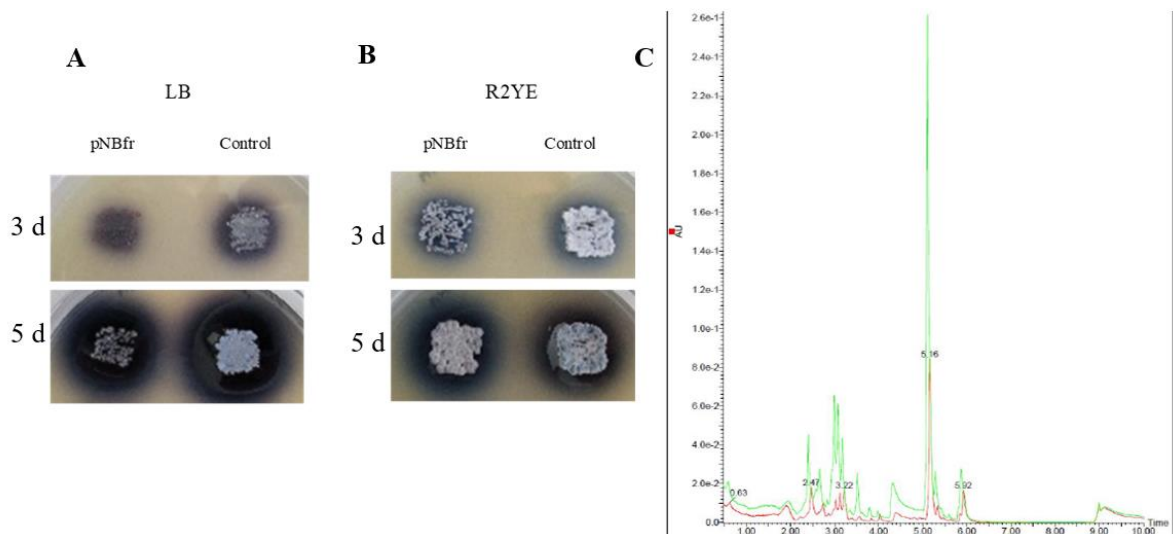 A
B
C
LB
R2YE
pNBfr
Control
pNBfr
Control
3 d
3 d
5 d
5 d
2.6e-1
2.4e-1
2.2e-1
2.0e-1
1.8e-1
1.6e-1
AU
1.4e-1
1.2e-1
1.0e-1
8.0e-2
6.0e-2
4.0e-2
2.0e-2
0.0
5.16
2.47
3.22
5.92
0.63
Time
1.00
2.00
3.00
4.00
5.00
6.00
7.00
8.00
9.00
10.00